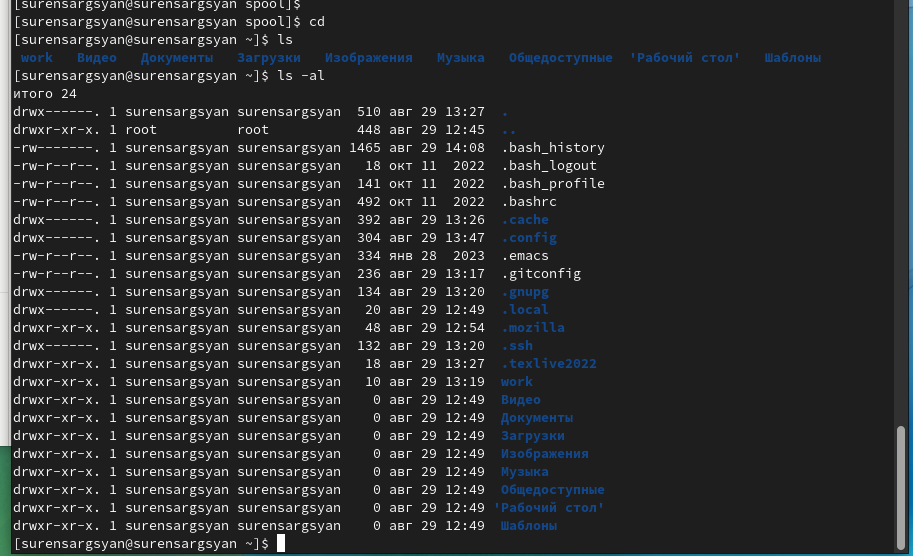 [surensargsyan@surensargsyan spool]$
[surensargsyan@surensargsyan spool]$ cd
[surensargsyan@surensargsyan ~]$ ls
work Видео Документы Загрузки Изображения Музыка Общедоступные 'Рабочий стол' Шаблоны
[surensargsyan@surensargsyan ~]$ ls -al
итого 24
drwx------. 1 surensargsyan surensargsyan 510 авг 29 13:27 .
drwxr-xr-x. 1 root root 448 авг 29 12:45 ..
-rw-------. 1 surensargsyan surensargsyan 1465 авг 29 14:08 .bash_history
-rw-r--r--. 1 surensargsyan surensargsyan 18 окт 11 2022 .bash_logout
-rw-r--r--. 1 surensargsyan surensargsyan 141 окт 11 2022 .bash_profile
-rw-r--r--. 1 surensargsyan surensargsyan 492 окт 11 2022 .bashrc
drwx------. 1 surensargsyan surensargsyan 392 авг 29 13:26 .cache
drwx------. 1 surensargsyan surensargsyan 304 авг 29 13:47 .config
-rw-r--r--. 1 surensargsyan surensargsyan 334 янв 28 2023 .emacs
-rw-r--r--. 1 surensargsyan surensargsyan 236 авг 29 13:17 .gitconfig
drwx------. 1 surensargsyan surensargsyan 134 авг 29 13:20 .gnupg
drwx------. 1 surensargsyan surensargsyan 20 авг 29 12:49 .local
drwxr-xr-x. 1 surensargsyan surensargsyan 48 авг 29 12:54 .mozilla
drwx------. 1 surensargsyan surensargsyan 132 авг 29 13:20 .ssh
drwxr-xr-x. 1 surensargsyan surensargsyan 18 авг 29 13:27 .texlive2022
drwxr-xr-x. 1 surensargsyan surensargsyan 10 авг 29 13:19 work
drwxr-xr-x. 1 surensargsyan surensargsyan 0 авг 29 12:49 Видео
drwxr-xr-x. 1 surensargsyan surensargsyan 0 авг 29 12:49 Документы
drwxr-xr-x. 1 surensargsyan surensargsyan 0 авг 29 12:49 Загрузки
drwxr-xr-x. 1 surensargsyan surensargsyan 0 авг 29 12:49 Изображения
drwxr-xr-x. 1 surensargsyan surensargsyan 0 авг 29 12:49 Музыка
drwxr-xr-x. 1 surensargsyan surensargsyan 0 авг 29 12:49 Общедоступные
drwxr-xr-x. 1 surensargsyan surensargsyan 0 авг 29 12:49 'Рабочий стол'
drwxr-xr-x. 1 surensargsyan surensargsyan 0 авг 29 12:49 Шаблоны
[surensargsyan@surensargsyan ~]$